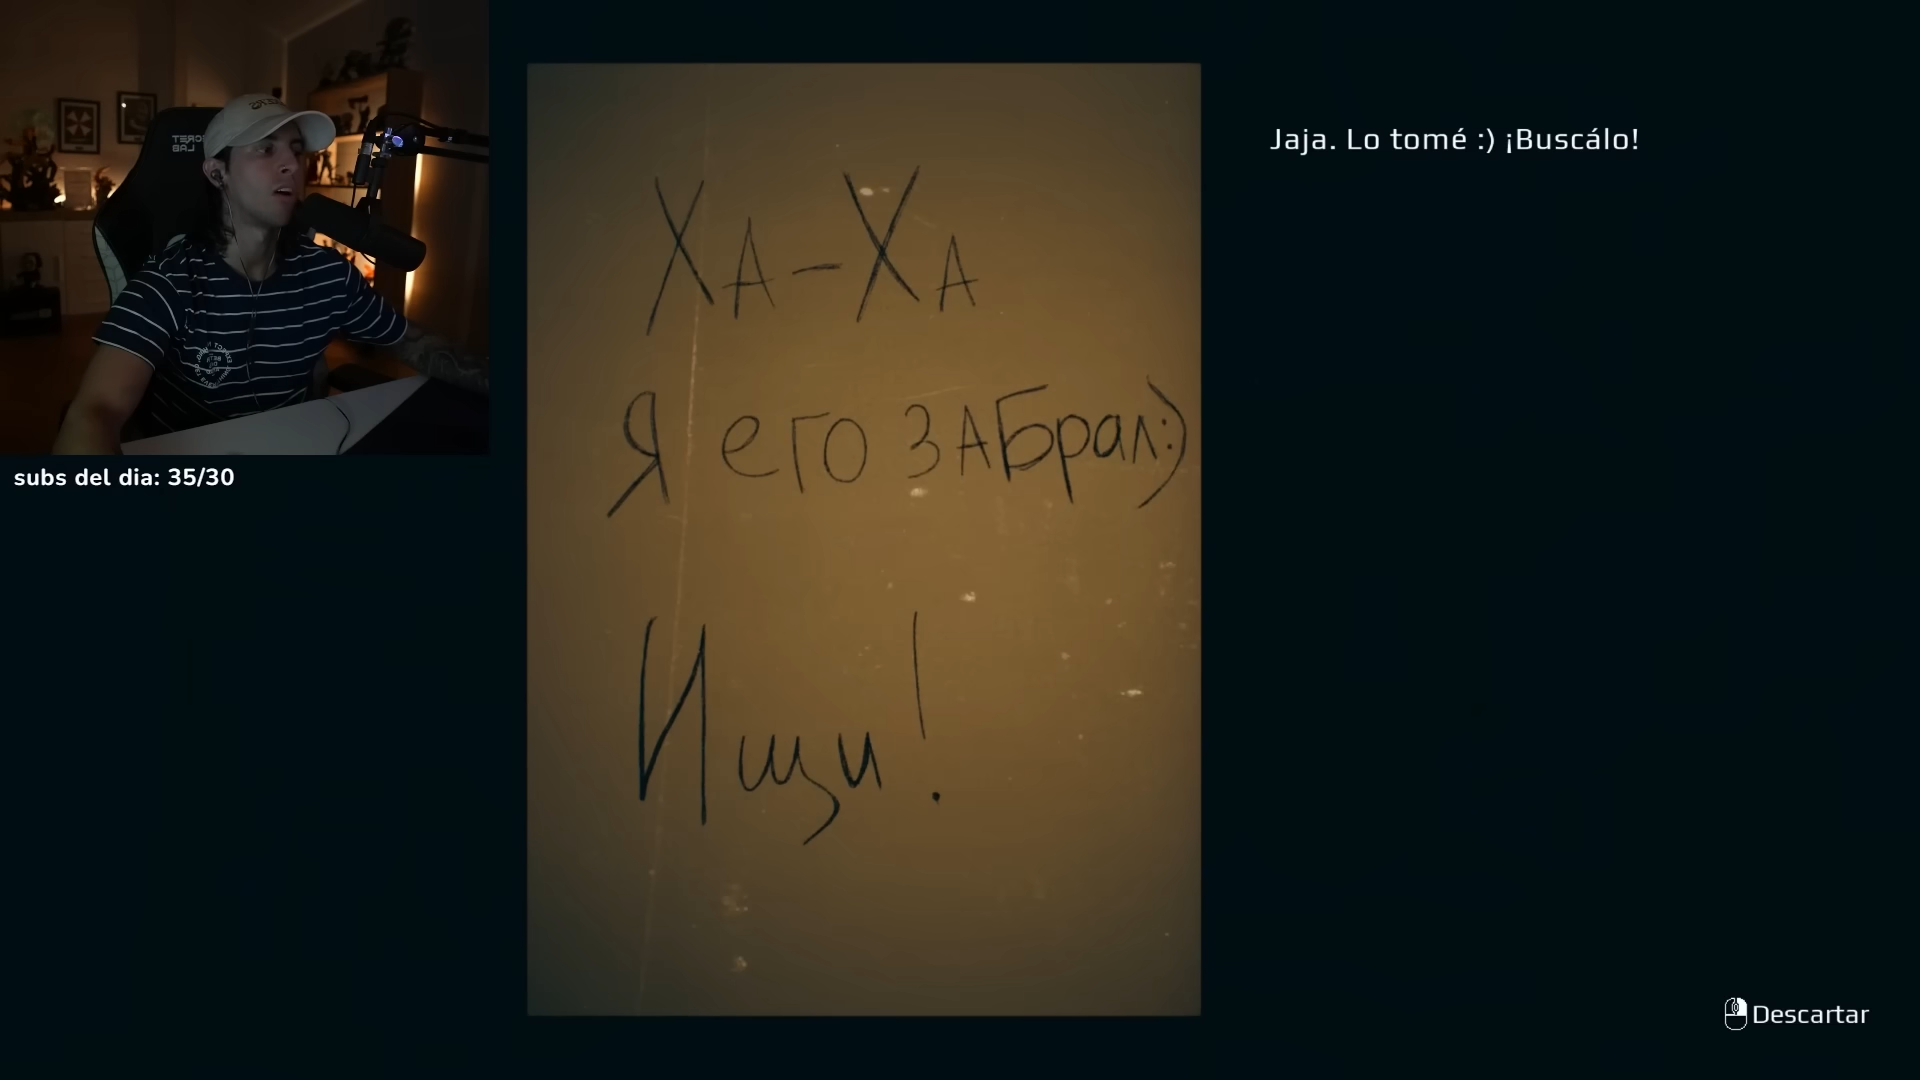 Ха-Ха
Я его забрал:)
Ищи!
Jaja. Lo tomé :) ¡Buscálo!
subs del dia: 35/30
Descartar